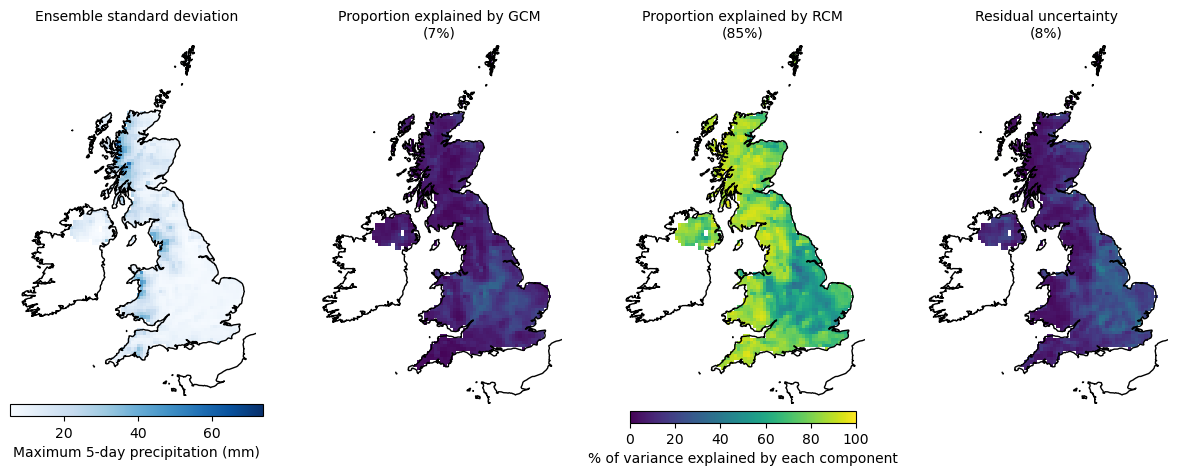 Ensemble standard deviation
Proportion explained by GCM
(7%)
Proportion explained by RCM
(85%)
Residual uncertainty
(8%)
20 40 60
Maximum 5-day precipitation (mm)
0 20 40 60 80 100
% of variance explained by each component